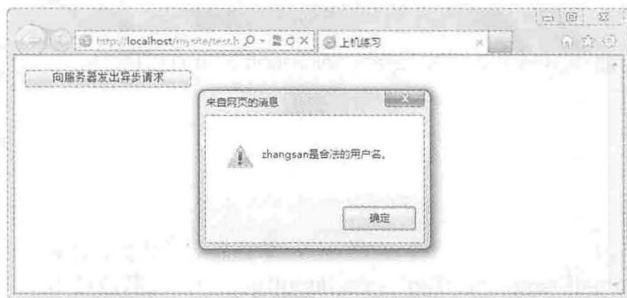 http://localhost/mysite/test.h
上机练习
向服务器发出异步请求
来自网页的消息
zhangsan是合法的用户名。
确定